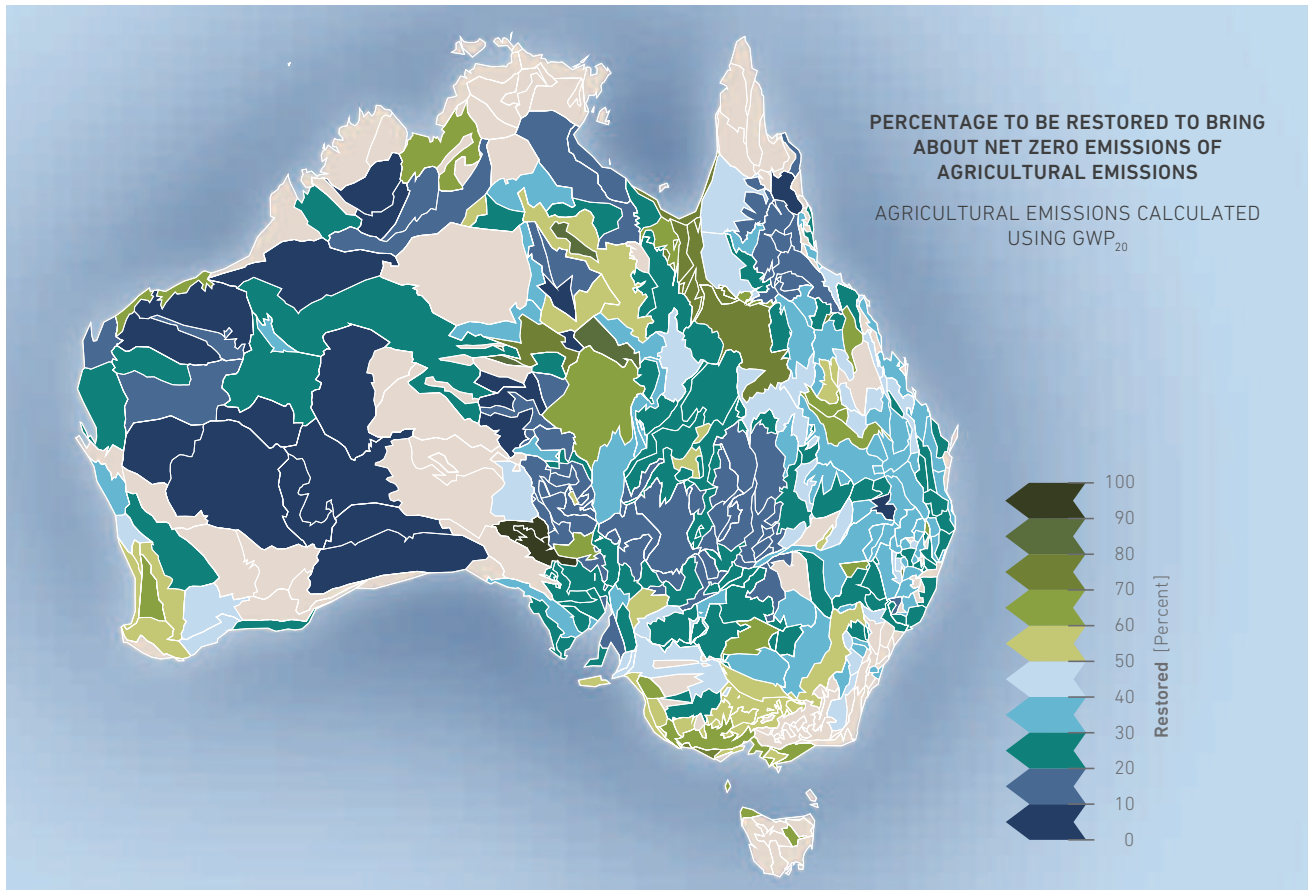 PERCENTAGE TO BE RESTORED TO BRING
ABOUT NET ZERO EMISSIONS OF
AGRICULTURAL EMISSIONS
AGRICULTURAL EMISSIONS CALCULATED
USING GWP₂₀
100
90
80
70
60
50
40
30
20
10
0
Restored [Percent]